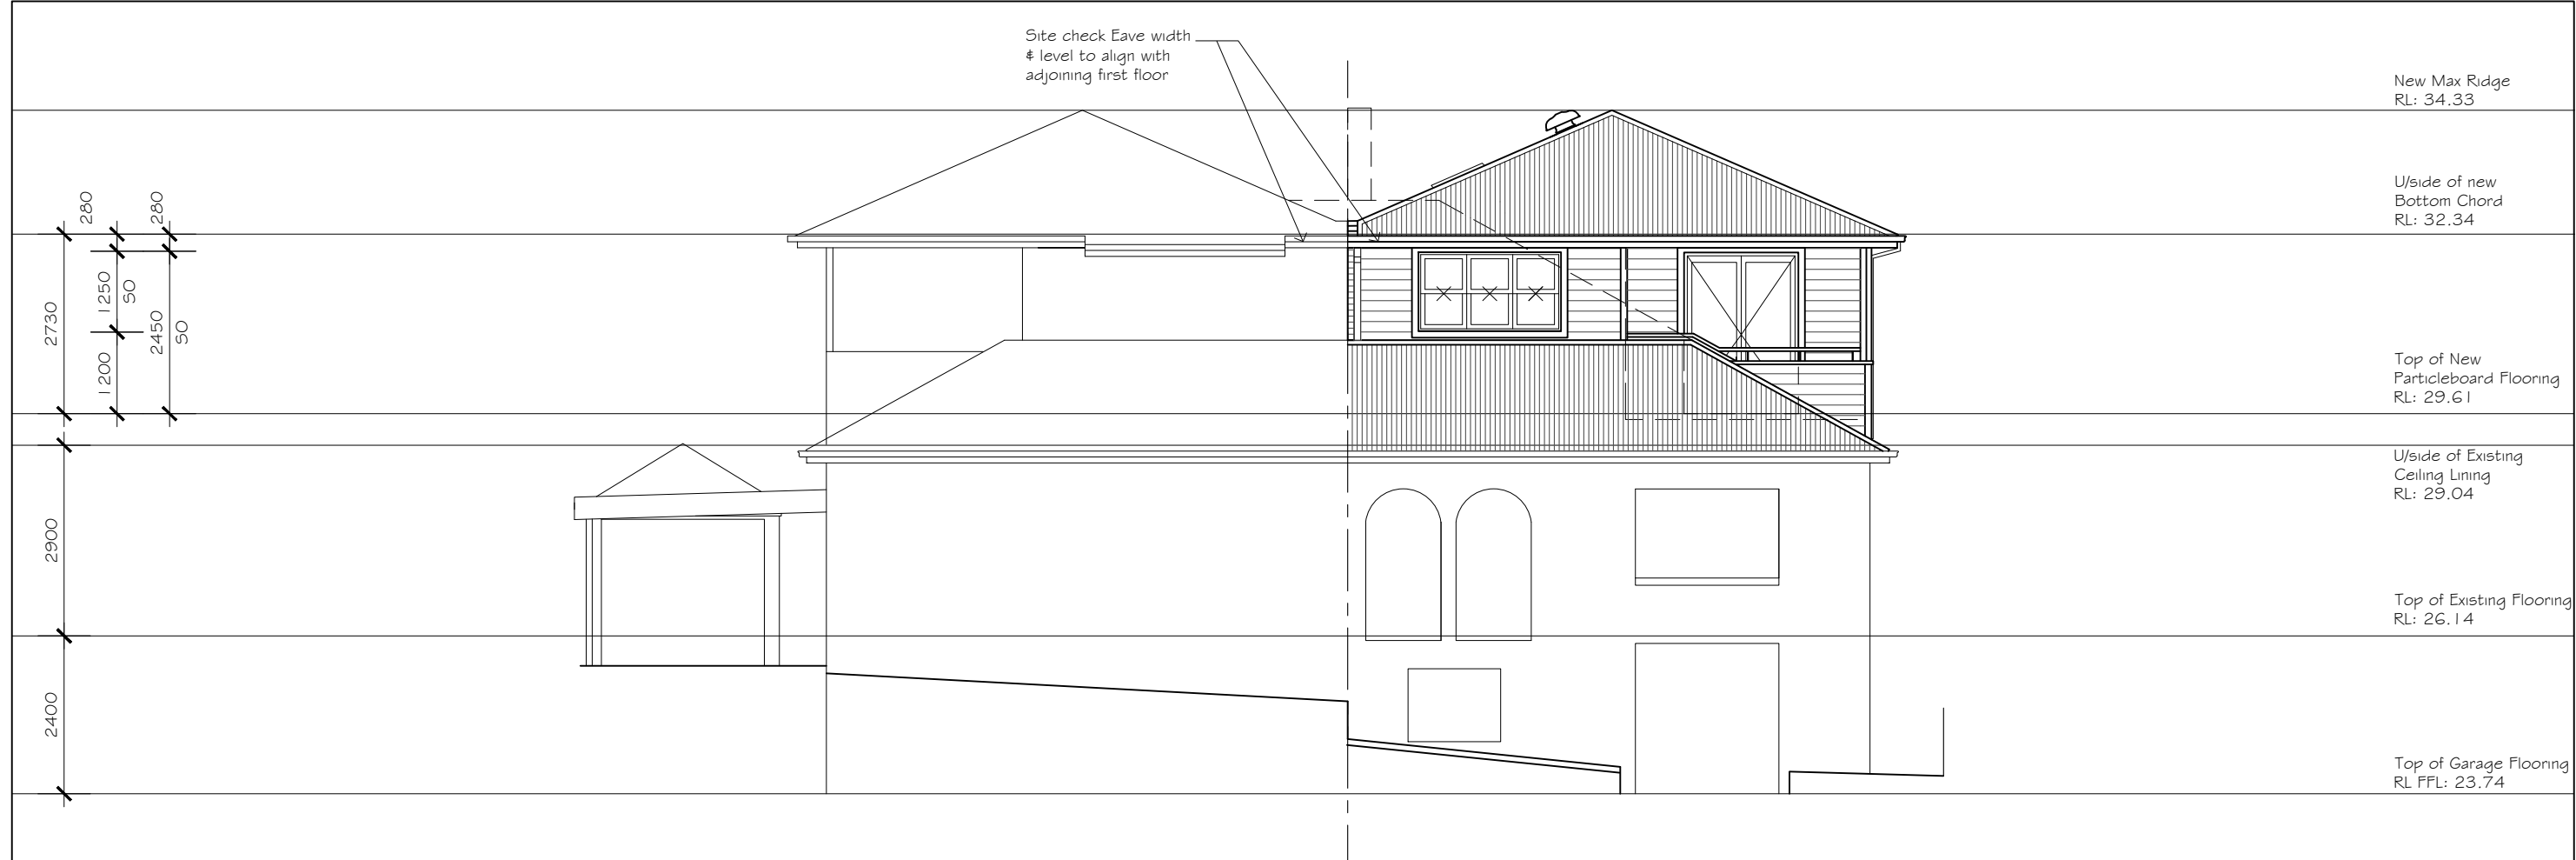 Site check Eave width
& level to align with
adjoining first floor
New Max Ridge
RL: 34.33
U/side of new
Bottom Chord
RL: 32.34
Top of New
Particleboard Flooring
RL: 29.61
U/side of Existing
Ceiling Lining
RL: 29.04
Top of Existing Flooring
RL: 26.14
Top of Garage Flooring
RL FFL: 23.74
280
280
2730
1250
50
2450
50
1200
2900
2400